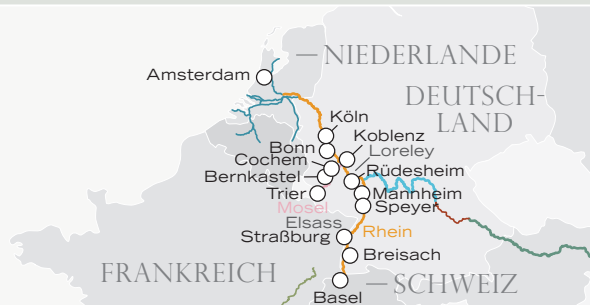 NIEDERLANDE
Amsterdam
DEUTSCH-
LAND
Köln
Koblenz
Bonn
Loreley
Cochem
Rüdesheim
Bernkastel
Trier
Mannheim
Mosel
Speyer
Elsass
Rhein
Straßburg
Breisach
FRANKREICH
SCHWEIZ
Basel